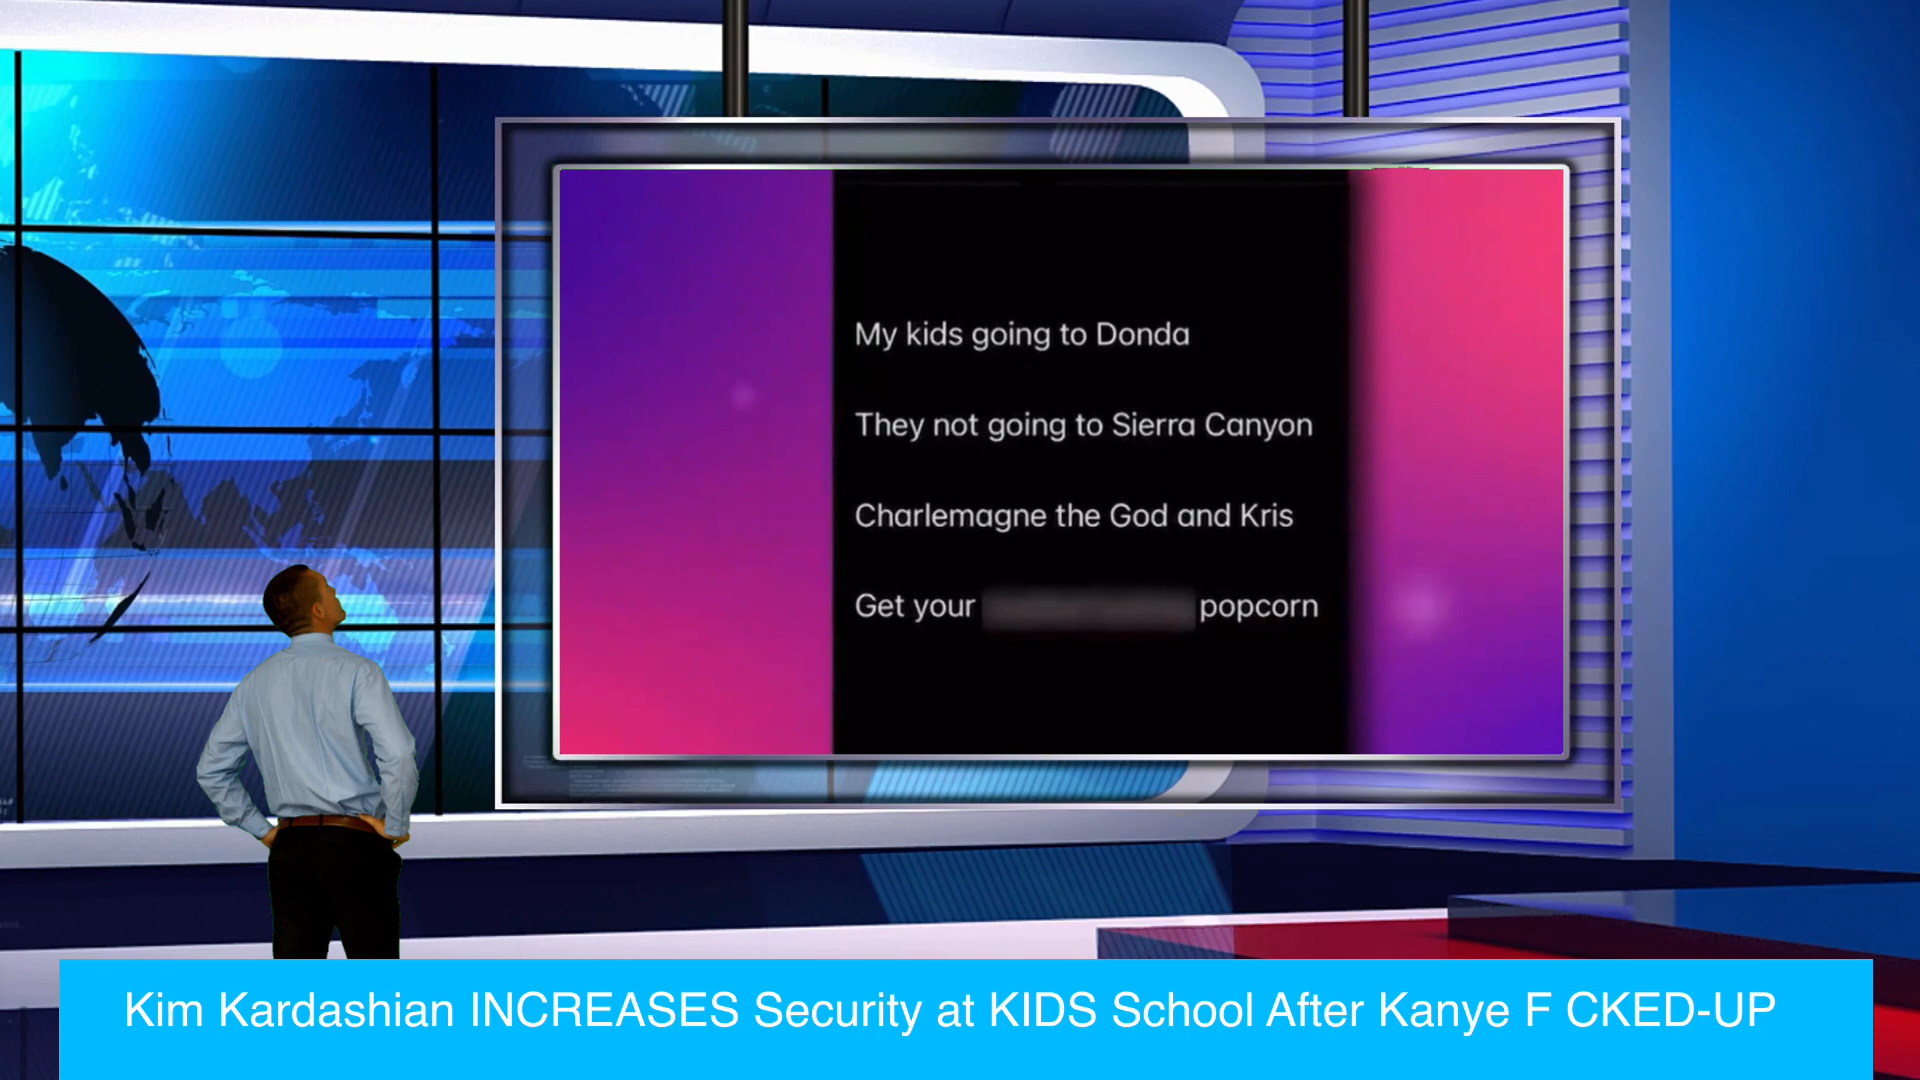 My kids going to Donda
They not going to Sierra Canyon
Charlemagne the God and Kris
Get your popcorn
Kim Kardashian INCREASES Security at KIDS School After Kanye F CKED-UP